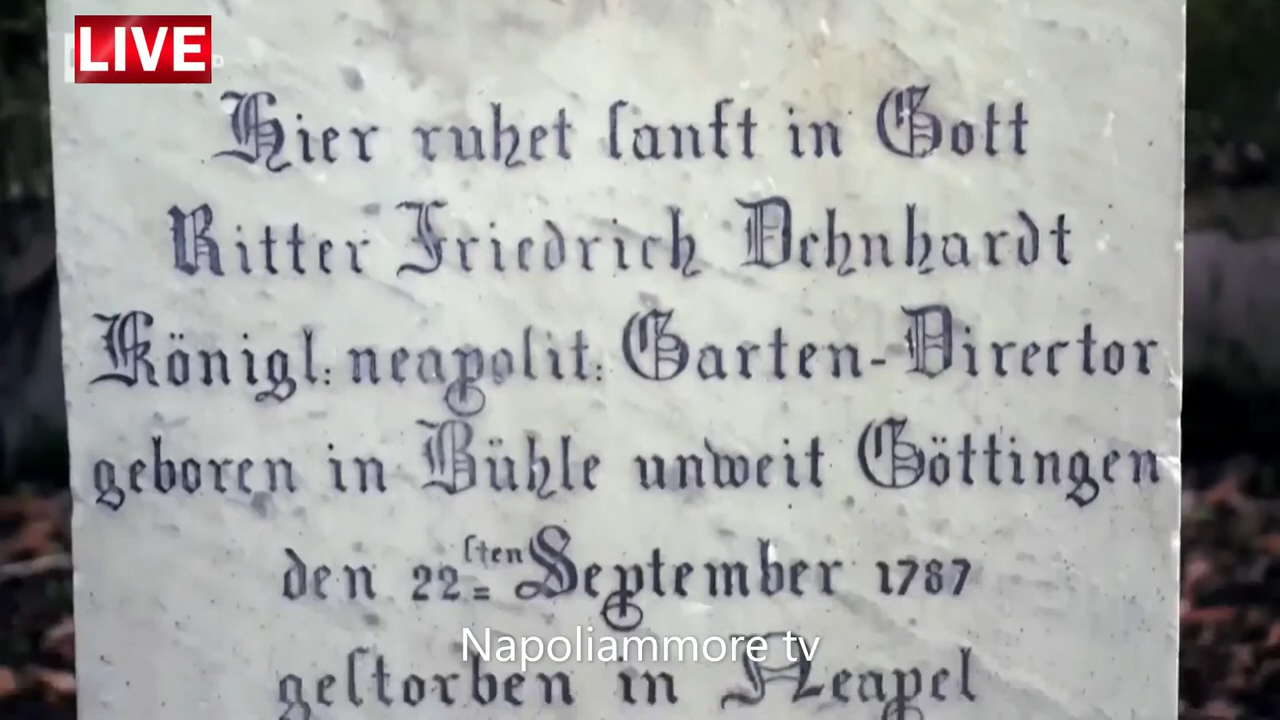 LIVE
Hier ruhet ſanft in Gott
Ritter Friedrich Dehnhardt
Königl: neapolit: Garten-Director
geboren in Bühle unweit Göttingen
den 22ſten September 1787
Napoliammore tv
geſtorben in Neapel